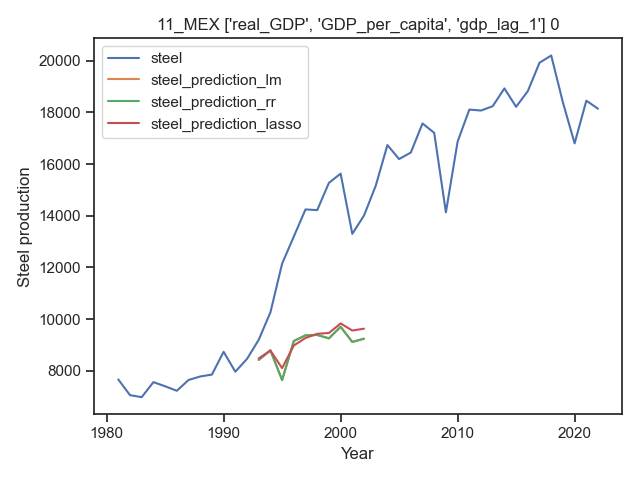 11_MEX ['real_GDP', 'GDP_per_capita', 'gdp_lag_1'] 0
steel
steel_prediction_lm
steel_prediction_rr
steel_prediction_lasso
Steel production
20000
18000
16000
14000
12000
10000
8000
1980
1990
2000
2010
2020
Year